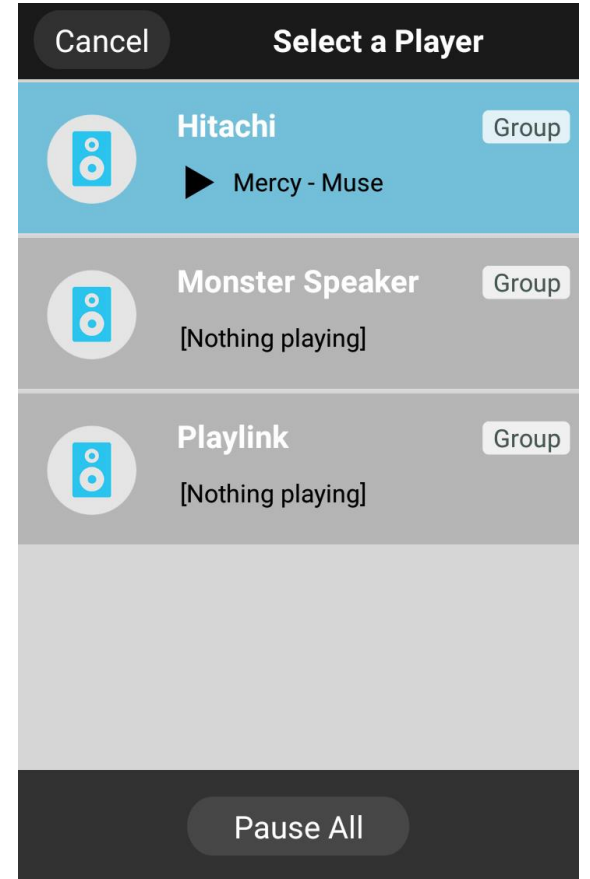 Cancel Select a Player
Hitachi Group
Mercy - Muse
Monster Speaker Group
[Nothing playing]
Playlink Group
[Nothing playing]
Pause All